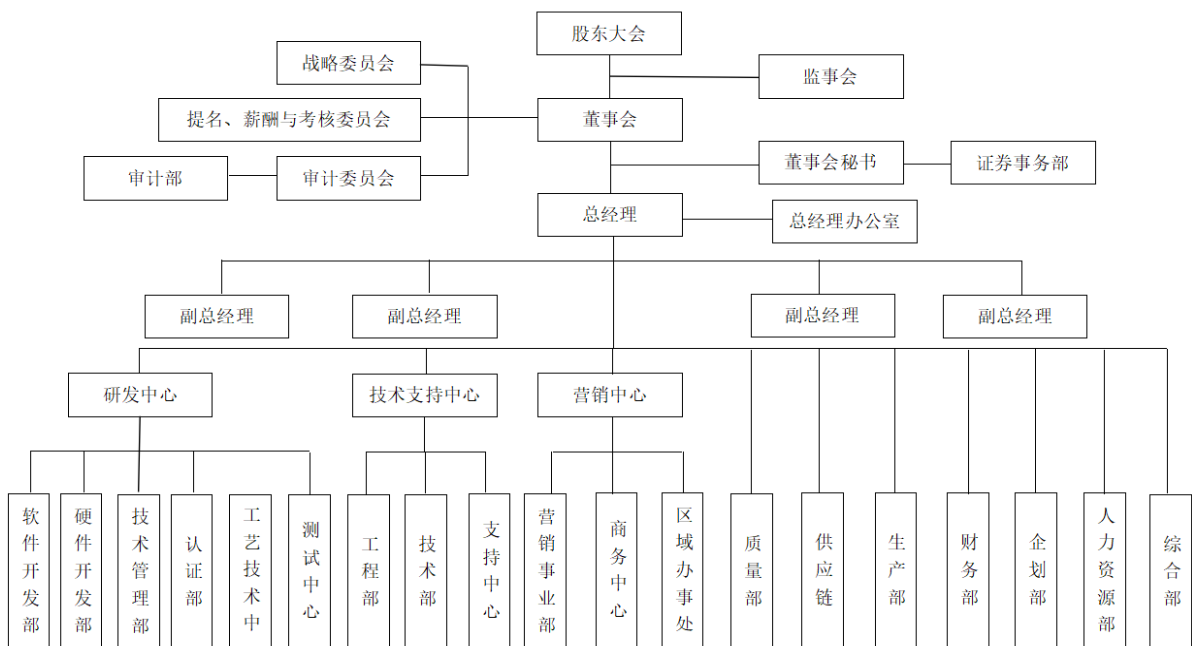 股东大会
战略委员会
监事会
提名、薪酬与考核委员会
董事会
审计部
审计委员会
董事会秘书
证券事务部
总经理
总经理办公室
副总经理
副总经理
副总经理
副总经理
研发中心
技术支持中心
营销中心
软件开发部
硬件开发部
技术管理部
认证部
工艺技术中
测试中心
工程部
技术部
支持中心
营销事业部
商务中心
区域办事处
质量部
供应链
生产部
财务部
企划部
人力资源部
综合部